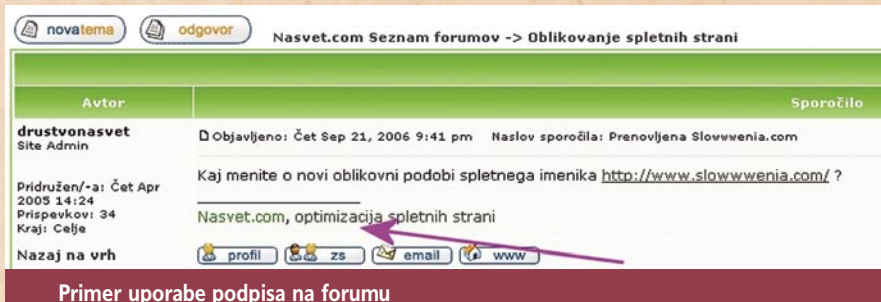 novatema odgovor Nasvet.com Seznam forumov -> Oblikovanje spletnih strani
Avtor Sporočilo
drustvonasvet
Site Admin
Objavljeno: Čet Sep 21, 2006 9:41 pm Naslov sporočila: Prenovljena Slowwwenia.com
Pridružen/-a: Čet Apr
2005 14:24
Prispevkov: 34
Kraj: Celje
Kaj menite o novi oblikovni podobi spletnega imenika http://www.slowwwenia.com/ ?
Nasvet.com, optimizacija spletnih strani
Nazaj na vrh profil zs email www
Primer uporabe podpisa na forumu